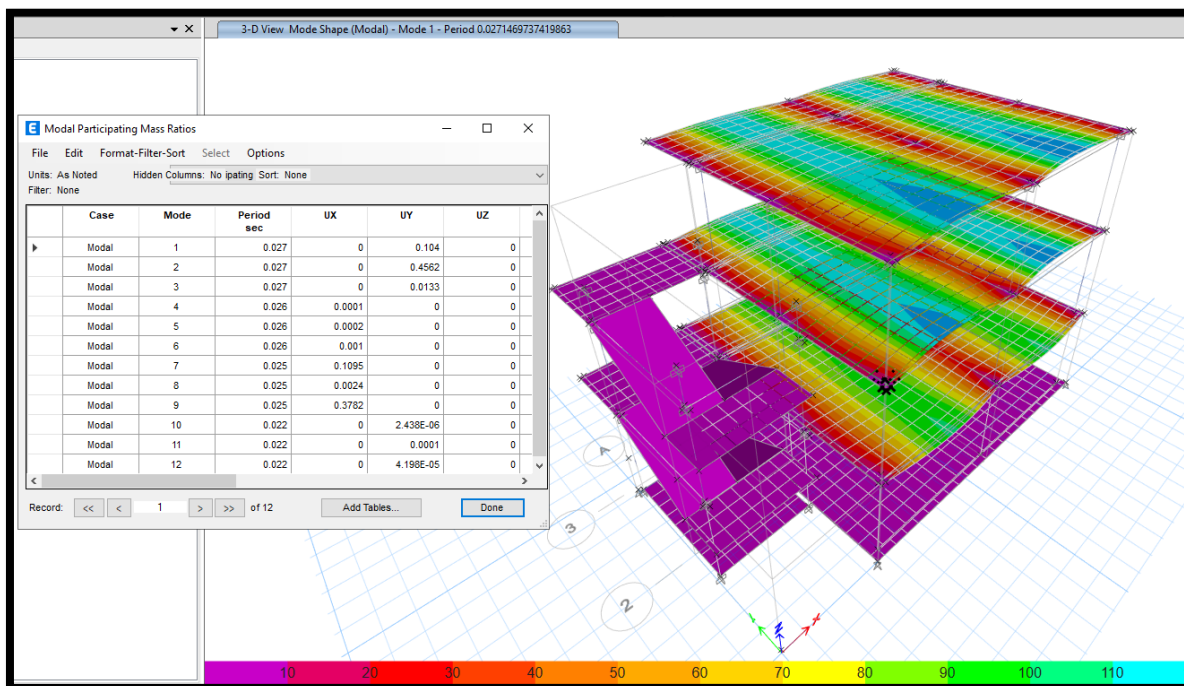 3-D View Mode Shape (Modal) - Mode 1 - Period 0.0271469737419863
E Modal Participating Mass Ratios
File Edit Format-Filter-Sort Select Options
Units: As Noted Hidden Columns: No ipating Sort: None
Filter: None
Case Mode Period UX UY UZ
sec
Modal 1 0.027 0 0.104 0
Modal 2 0.027 0 0.4562 0
Modal 3 0.027 0 0.0133 0
Modal 4 0.026 0.0001 0 0
Modal 5 0.026 0.0002 0 0
Modal 6 0.026 0.001 0 0
Modal 7 0.025 0.1095 0 0
Modal 8 0.025 0.0024 0 0
Modal 9 0.025 0.3782 0 0
Modal 10 0.022 0 2.438E-06 0
Modal 11 0.022 0 0.0001 0
Modal 12 0.022 0 4.198E-05 0
Record: << < 1 > >> of 12 Add Tables... Done
A
3
2
10 20 30 40 50 60 70 80 90 100 110